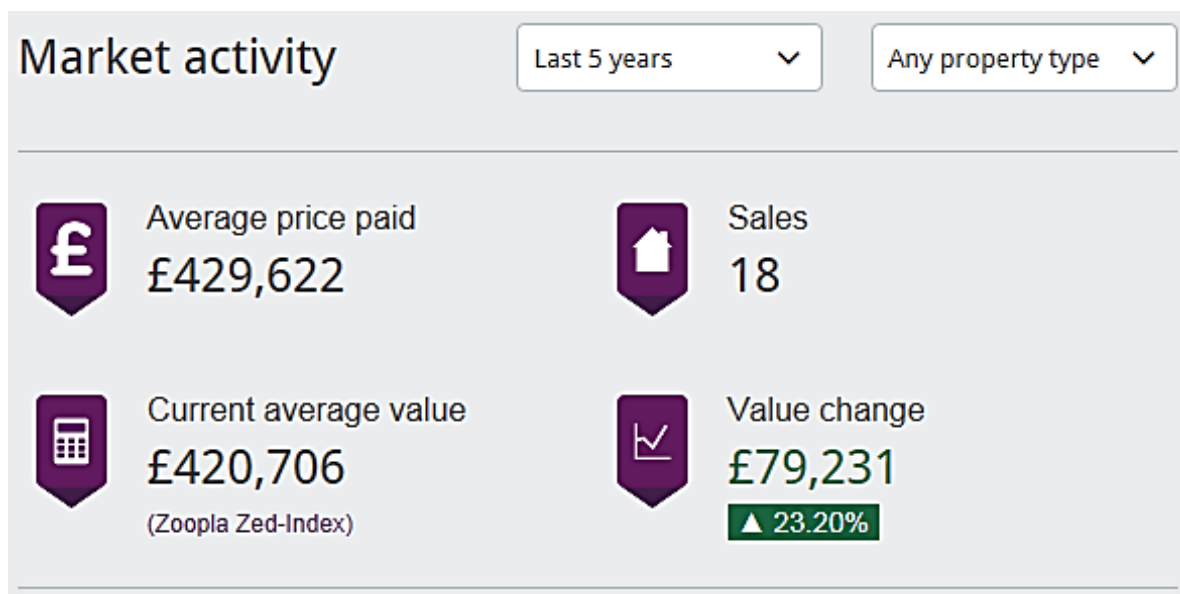 Market activity
Last 5 years
Any property type
£
Average price paid
£429,622
Sales
18
Current average value
£420,706
(Zoopla Zed-Index)
Value change
£79,231
▲ 23.20%